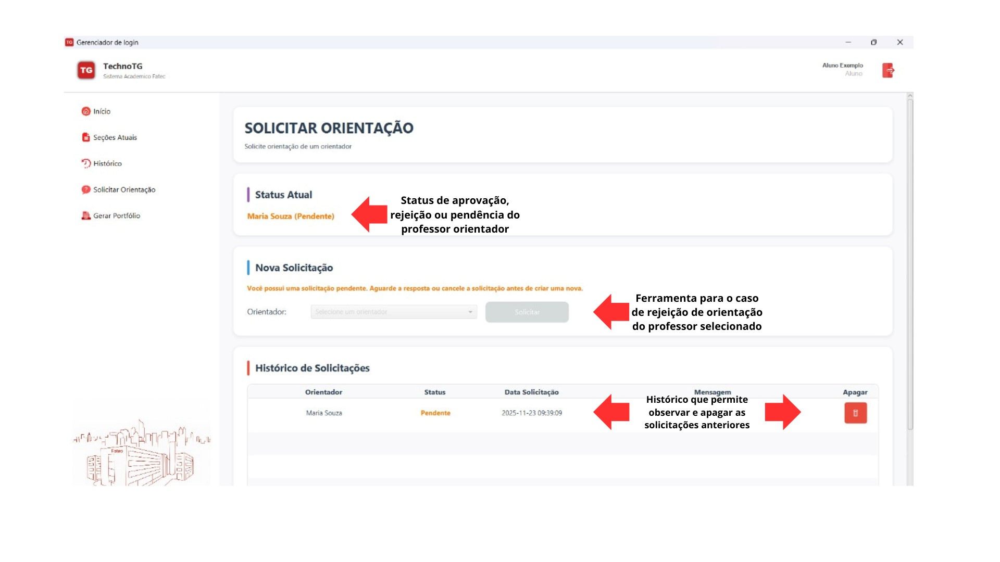 TG Gerenciador de login
TG
TechnoTG
Sistema Academico Fatec
Aluno Exemplo
Aluno
Início
Seções Atuais
Histórico
Solicitar Orientação
Gerar Portfólio
SOLICITAR ORIENTAÇÃO
Solicite orientação de um orientador
Status Atual
Maria Souza (Pendente)
Status de aprovação,
rejeição ou pendência do
professor orientador
Nova Solicitação
Você possui uma solicitação pendente. Aguarde a resposta ou cancele a solicitação antes de criar uma nova.
Orientador: Selecione um orientador Solicitar
Ferramenta para o caso
de rejeição de orientação
do professor selecionado
Histórico de Solicitações
Orientador Status Data Solicitação Mensagem Apagar
Maria Souza Pendente 2025-11-23 09:39:09
Histórico que permite
observar e apagar as
solicitações anteriores
Fatec